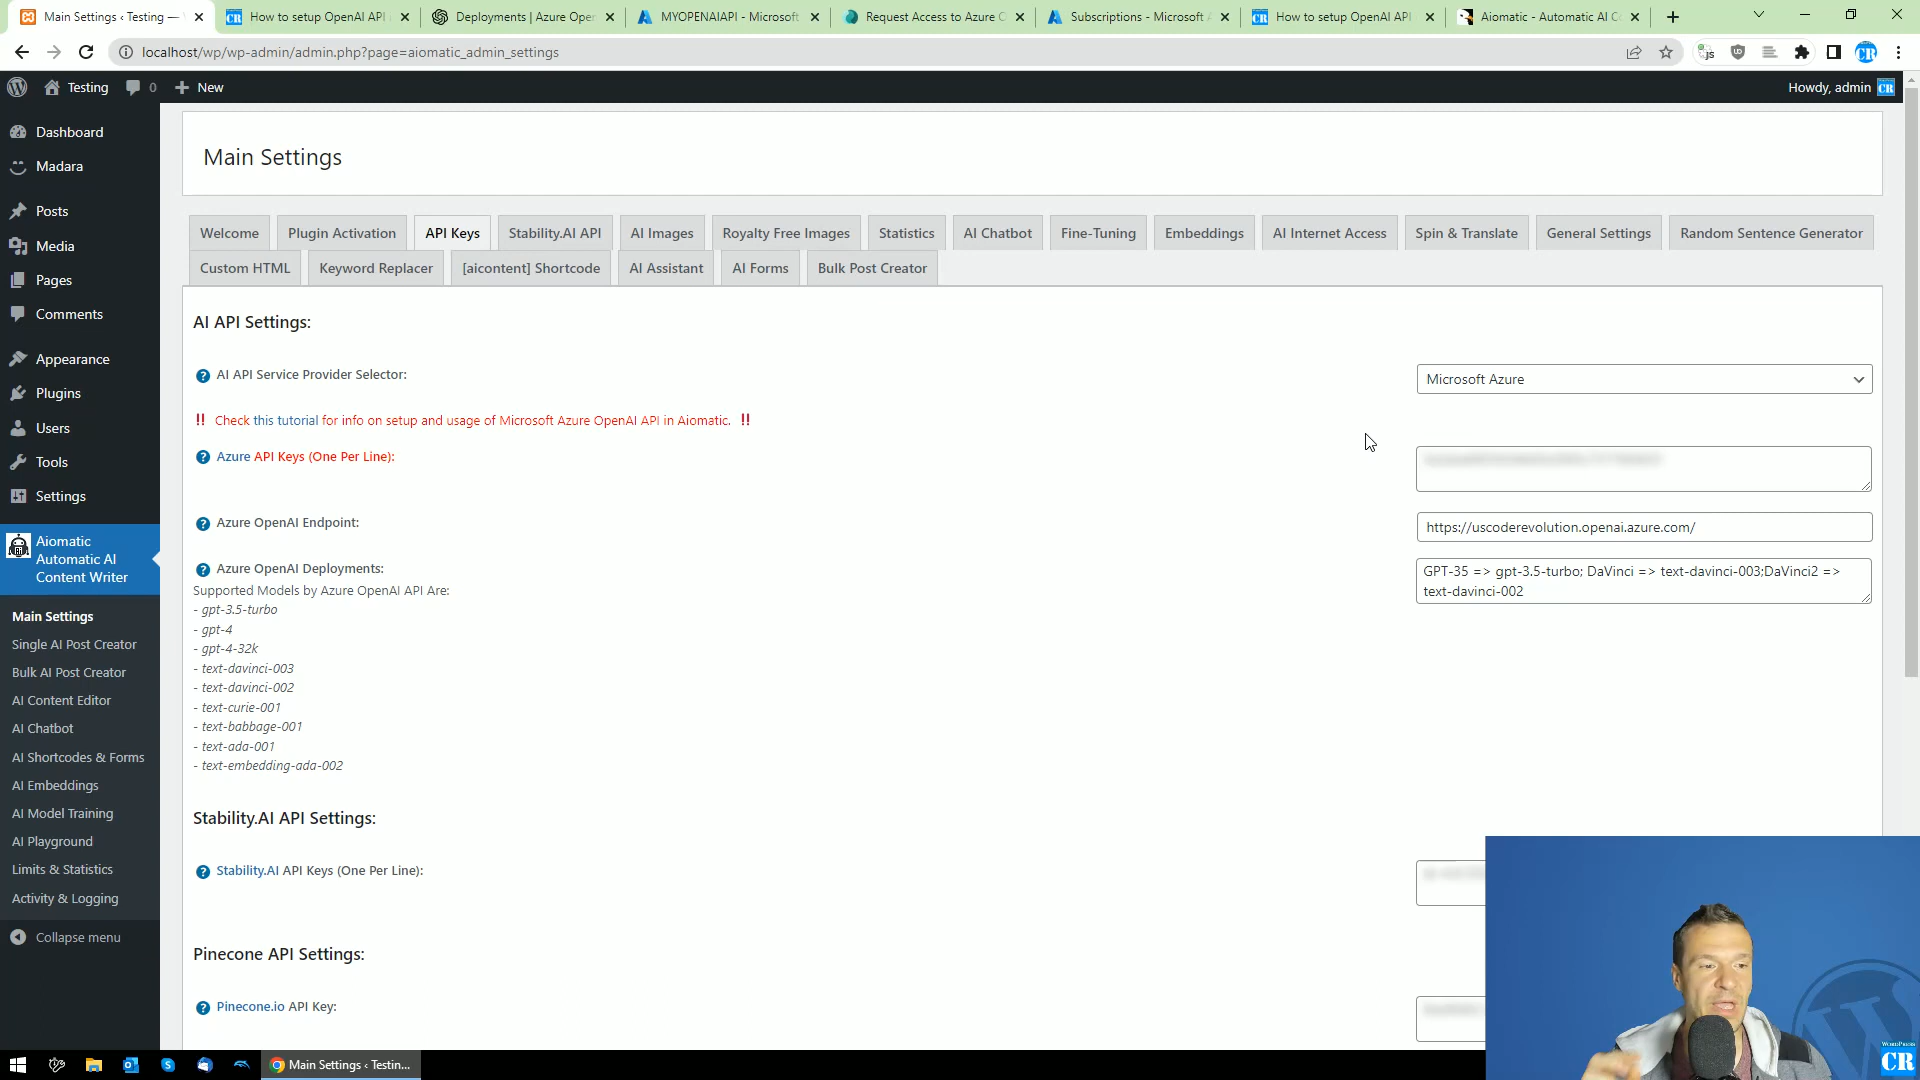 Main Settings ‹ Testing —
How to setup OpenAI API
Deployments | Azure Open
MYOPENAIAPI - Microsoft
Request Access to Azure C
Subscriptions - Microsoft
How to setup OpenAI API
Aiomatic - Automatic AI C
localhost/wp/wp-admin/admin.php?page=aiomatic_admin_settings
Testing
0
New
Howdy, admin
CR
Dashboard
Madara
Posts
Media
Pages
Comments
Appearance
Plugins
Users
Tools
Settings
Aiomatic
Automatic AI
Content Writer
Main Settings
Single AI Post Creator
Bulk AI Post Creator
AI Content Editor
AI Chatbot
AI Shortcodes & Forms
AI Embeddings
AI Model Training
AI Playground
Limits & Statistics
Activity & Logging
Collapse menu
Main Settings
Welcome
Plugin Activation
API Keys
Stability.AI API
AI Images
Royalty Free Images
Statistics
AI Chatbot
Fine-Tuning
Embeddings
AI Internet Access
Spin & Translate
General Settings
Random Sentence Generator
Custom HTML
Keyword Replacer
[aicontent] Shortcode
AI Assistant
AI Forms
Bulk Post Creator
AI API Settings:
AI API Service Provider Selector:
Microsoft Azure
!! Check this tutorial for info on setup and usage of Microsoft Azure OpenAI API in Aiomatic. !!
Azure API Keys (One Per Line):
Azure OpenAI Endpoint:
https://uscoderevolution.openai.azure.com/
Azure OpenAI Deployments:
GPT-35 => gpt-3.5-turbo; DaVinci => text-davinci-003;DaVinci2 =>
text-davinci-002
Supported Models by Azure OpenAI API Are:
- gpt-3.5-turbo
- gpt-4
- gpt-4-32k
- text-davinci-003
- text-davinci-002
- text-curie-001
- text-babbage-001
- text-ada-001
- text-embedding-ada-002
Stability.AI API Settings:
Stability.AI API Keys (One Per Line):
Pinecone API Settings:
Pinecone.io API Key:
Main Settings ‹ Testin...
WORDPRESS
CR